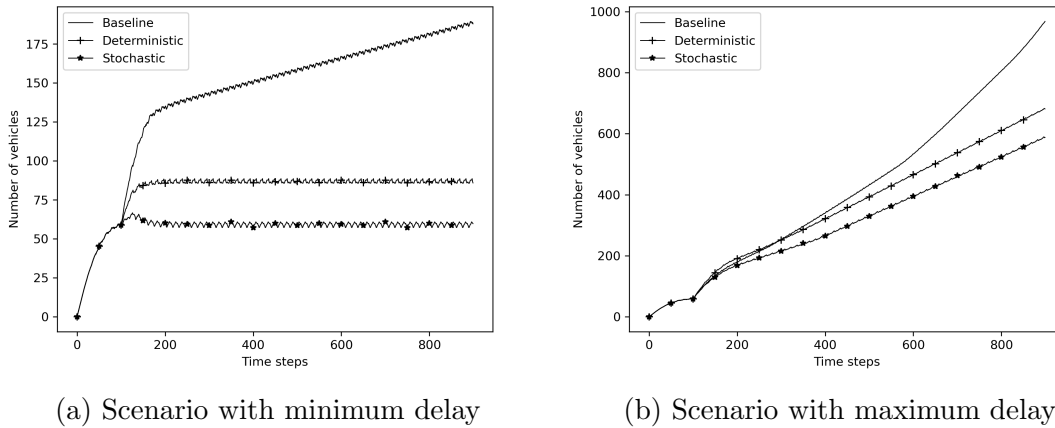 Baseline
Deterministic
Stochastic
175
150
125
100
75
50
25
0
Number of vehicles
0 200 400 600 800
Time steps
(a) Scenario with minimum delay
Baseline
Deterministic
Stochastic
1000
800
600
400
200
0
Number of vehicles
0 200 400 600 800
Time steps
(b) Scenario with maximum delay